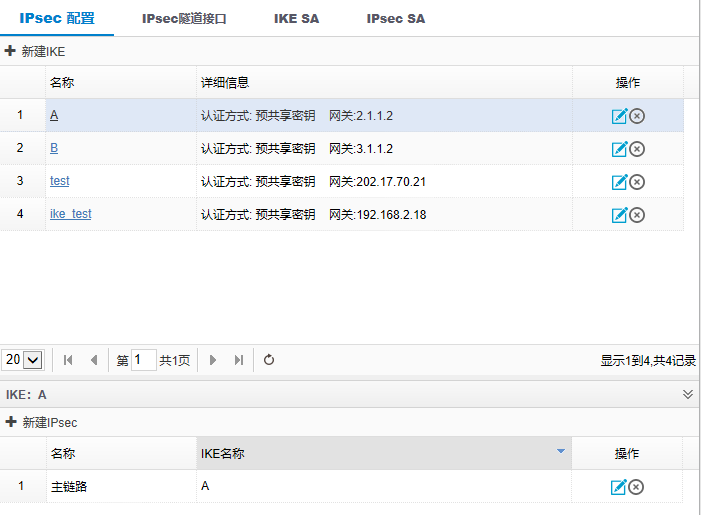 IPsec 配置 IPsec隧道接口 IKE SA IPsec SA
新建IKE
名称 详细信息 操作
1 A 认证方式: 预共享密钥 网关:2.1.1.2
2 B 认证方式: 预共享密钥 网关:3.1.1.2
3 test 认证方式: 预共享密钥 网关:202.17.70.21
4 ike_test 认证方式: 预共享密钥 网关:192.168.2.18
20 第 1 共1页 显示1到4,共4记录
IKE: A
新建IPsec
名称 IKE名称 操作
1 主链路 A